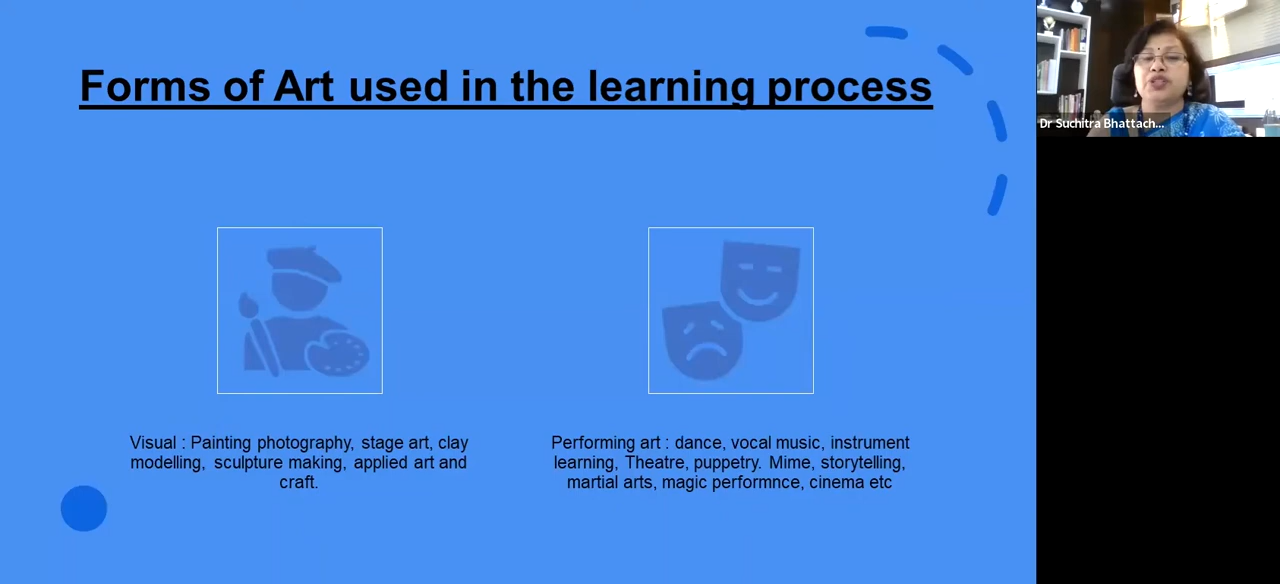 Forms of Art used in the learning process
Dr Suchitra Bhattach...
Visual : Painting photography, stage art, clay
modelling, sculpture making, applied art and
craft.
Performing art : dance, vocal music, instrument
learning, Theatre, puppetry. Mime, storytelling,
martial arts, magic performnce, cinema etc